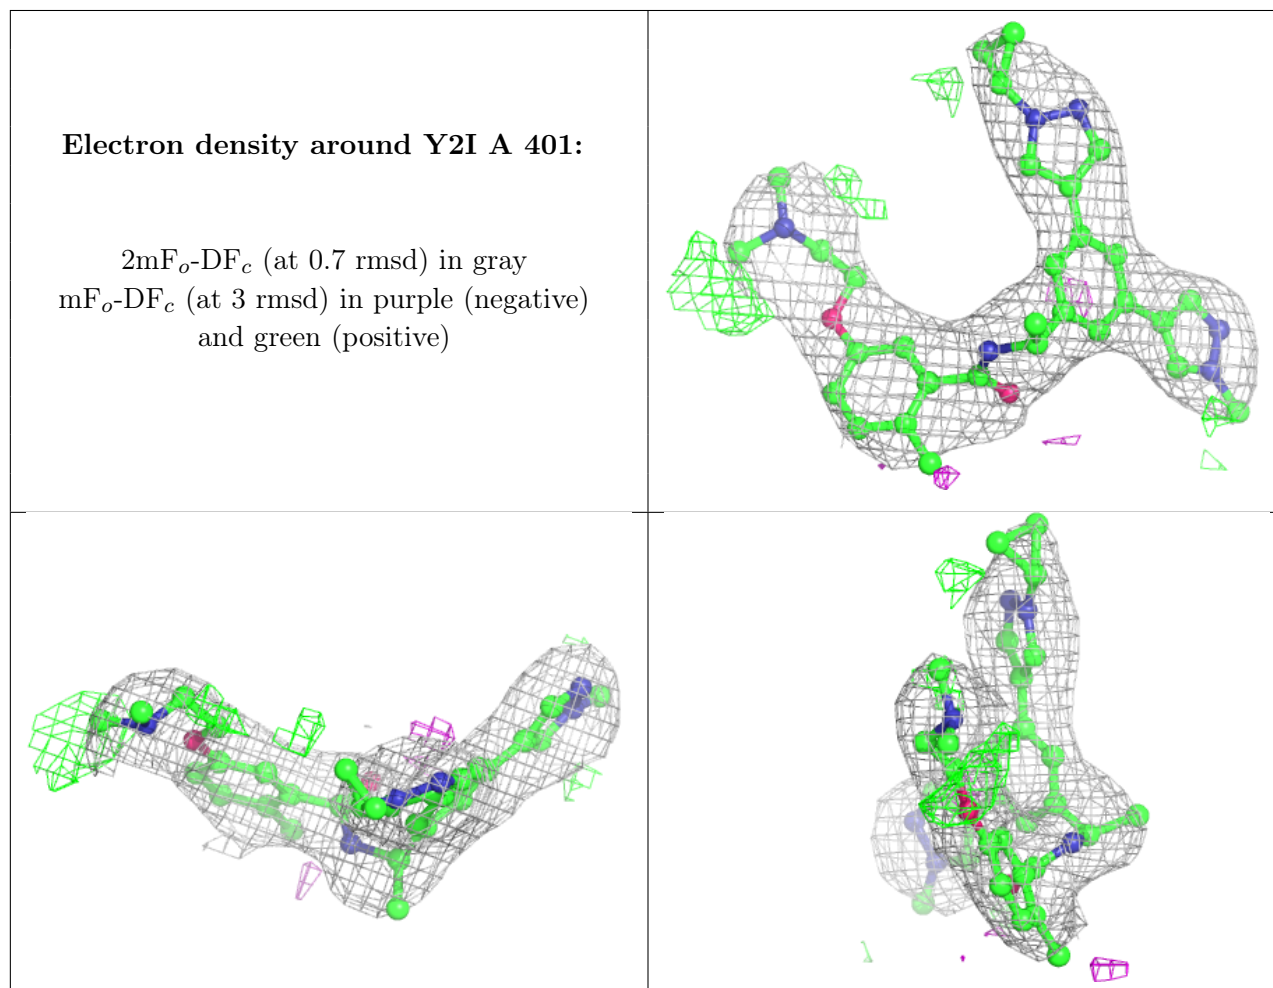 Electron density around Y2I A 401:
2mFo-DFc (at 0.7 rmsd) in gray
mFo-DFc (at 3 rmsd) in purple (negative)
and green (positive)